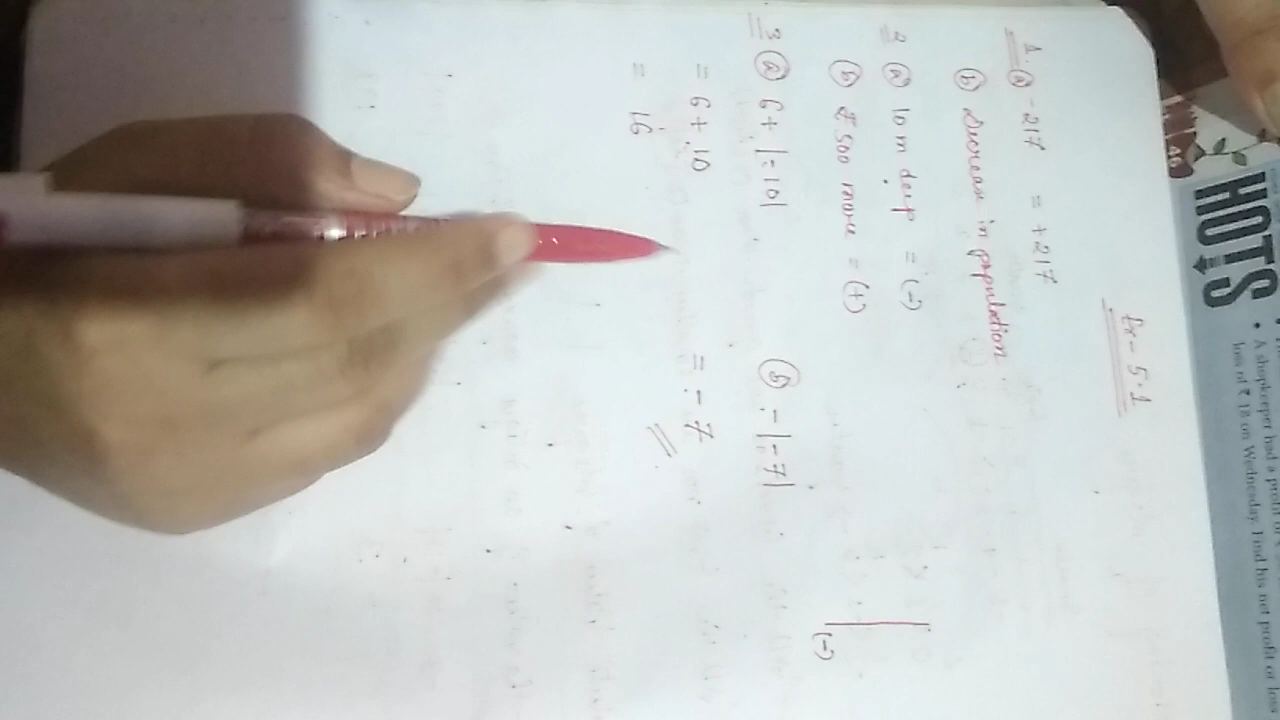 Ex - 5.1
1. (a) -217 = +217
(b) Decrease in population.
2 (a) 10 m deep = (-)
(b) ₹ 500 more = (+)
(-)
3 (a) 6 + |-10| (b) - |-7|
= 6 + 10 = - 7
= 16
HOTS
• A shopkeeper had a profit of ₹
loss of ₹ 18 on Wednesday. Find his net profit or loss